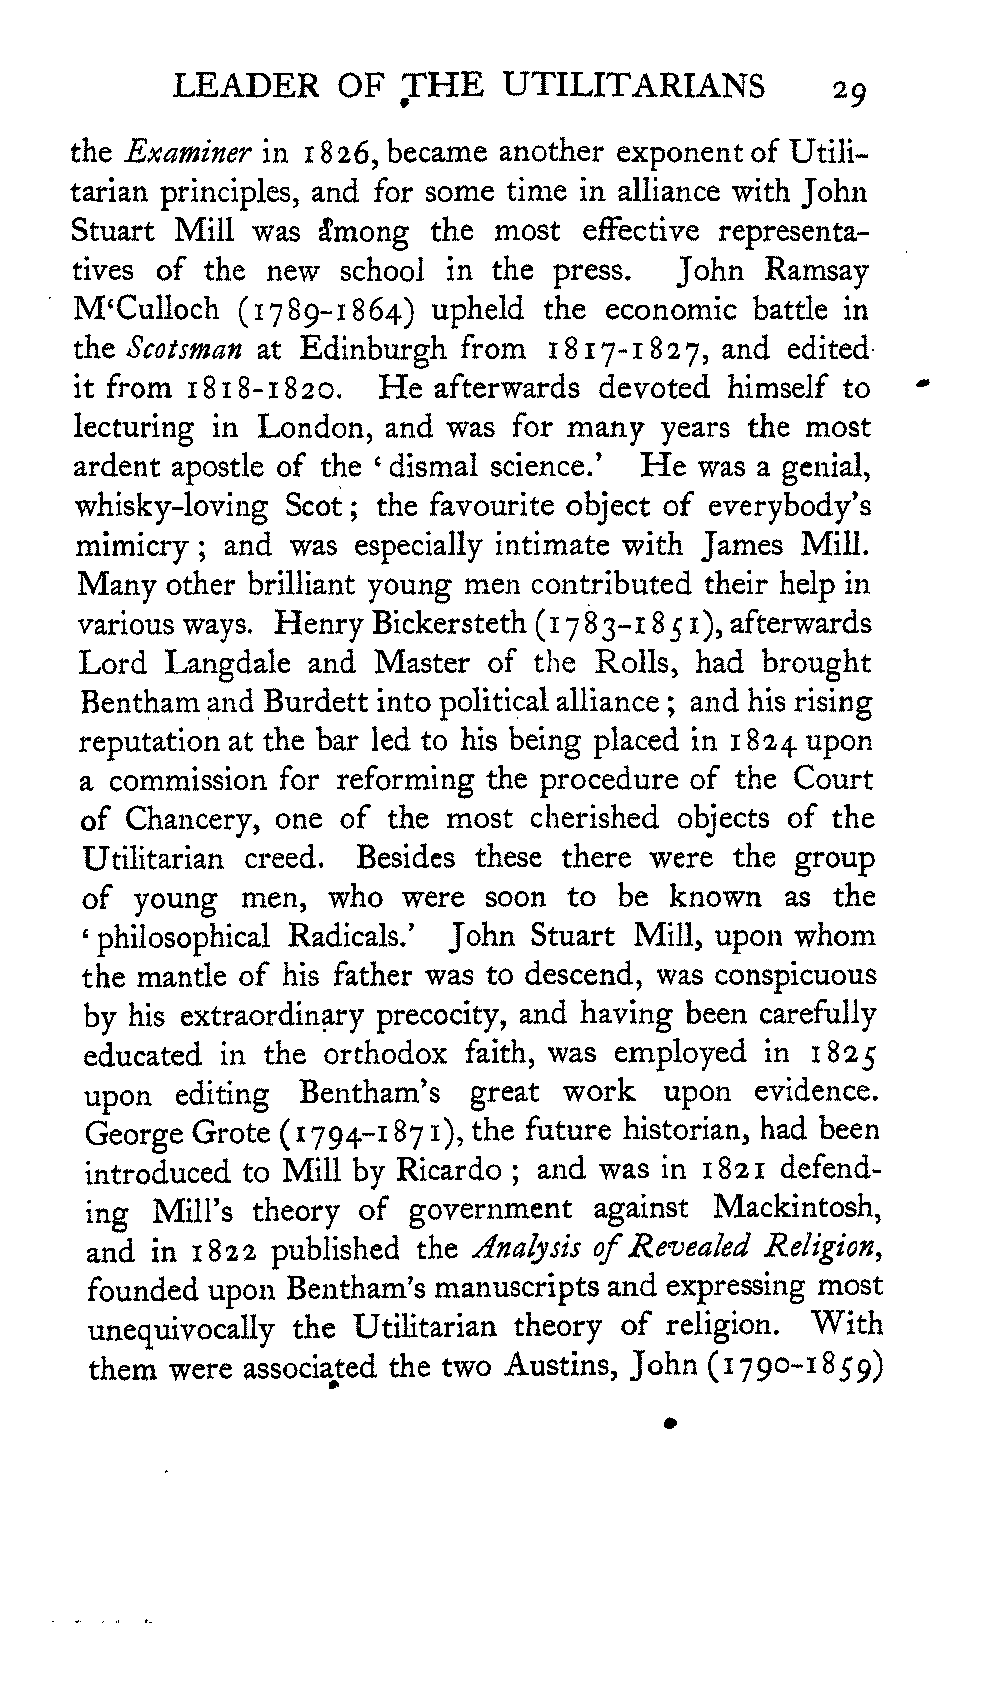 LEADER OF THE UTILITARIANS 29
the Examiner in 1826, became another exponent of Utili-
tarian principles, and for some time in alliance with John
Stuart Mill was among the most effective representa-
tives of the new school in the press. John Ramsay
M‘Culloch (1789-1864) upheld the economic battle in
the Scotsman at Edinburgh from 1817-1827, and edited
it from 1818-1820. He afterwards devoted himself to
lecturing in London, and was for many years the most
ardent apostle of the ‘dismal science.’ He was a genial,
whisky-loving Scot; the favourite object of everybody’s
mimicry; and was especially intimate with James Mill.
Many other brilliant young men contributed their help in
various ways. Henry Bickersteth (1783-1851), afterwards
Lord Langdale and Master of the Rolls, had brought
Bentham and Burdett into political alliance; and his rising
reputation at the bar led to his being placed in 1824 upon
a commission for reforming the procedure of the Court
of Chancery, one of the most cherished objects of the
Utilitarian creed. Besides these there were the group
of young men, who were soon to be known as the
‘philosophical Radicals.’ John Stuart Mill, upon whom
the mantle of his father was to descend, was conspicuous
by his extraordinary precocity, and having been carefully
educated in the orthodox faith, was employed in 1825
upon editing Bentham’s great work upon evidence.
George Grote (1794-1871), the future historian, had been
introduced to Mill by Ricardo; and was in 1821 defend-
ing Mill’s theory of government against Mackintosh,
and in 1822 published the Analysis of Revealed Religion,
founded upon Bentham’s manuscripts and expressing most
unequivocally the Utilitarian theory of religion. With
them were associated the two Austins, John (1790-1859)